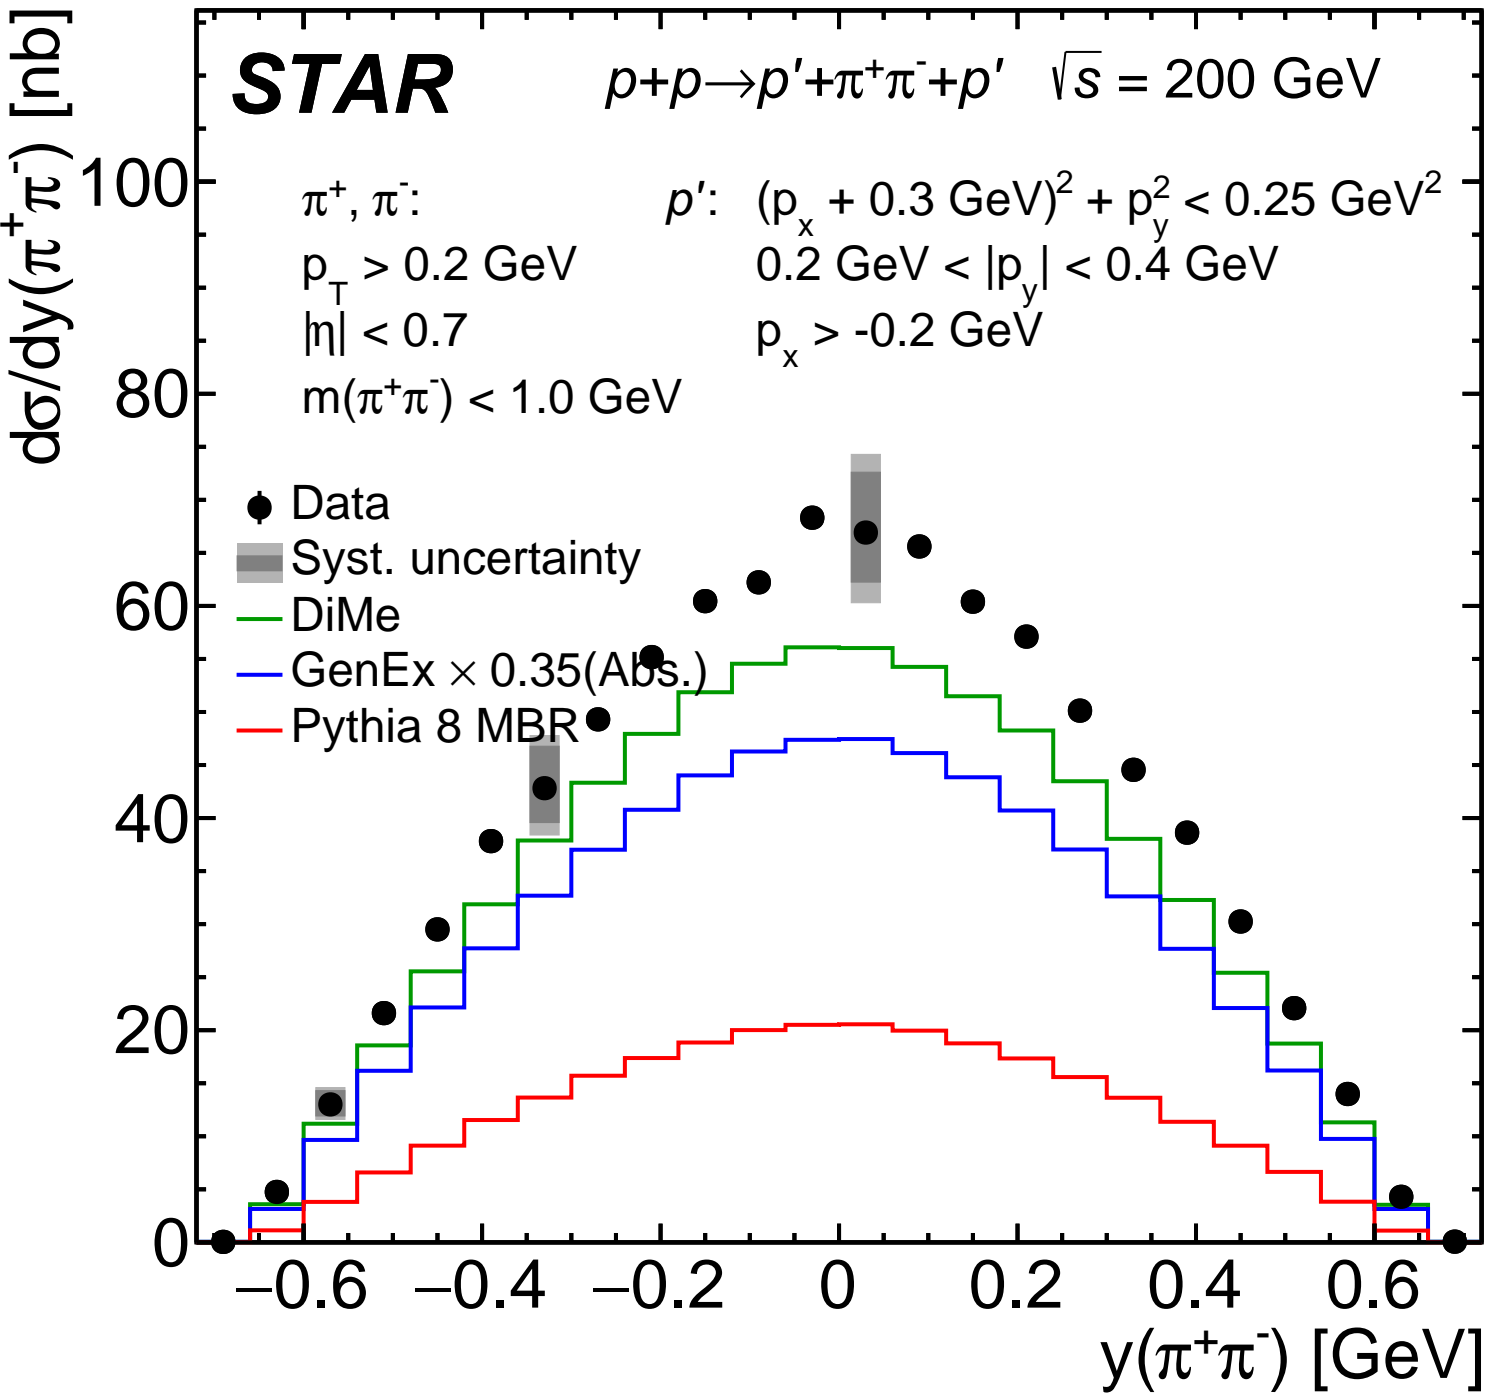 dσ/dy(π⁺π⁻) [nb]
STAR p+p→p′+π⁺π⁻+p′ √s = 200 GeV
π⁺, π⁻: p′: (pₓ + 0.3 GeV)² + p_y² < 0.25 GeV²
p_T > 0.2 GeV 0.2 GeV < |p_y| < 0.4 GeV
|η| < 0.7 pₓ > -0.2 GeV
m(π⁺π⁻) < 1.0 GeV
Data
Syst. uncertainty
DiMe
GenEx × 0.35(Abs.)
Pythia 8 MBR
100
80
60
40
20
0
−0.6 −0.4 −0.2 0 0.2 0.4 0.6
y(π⁺π⁻) [GeV]